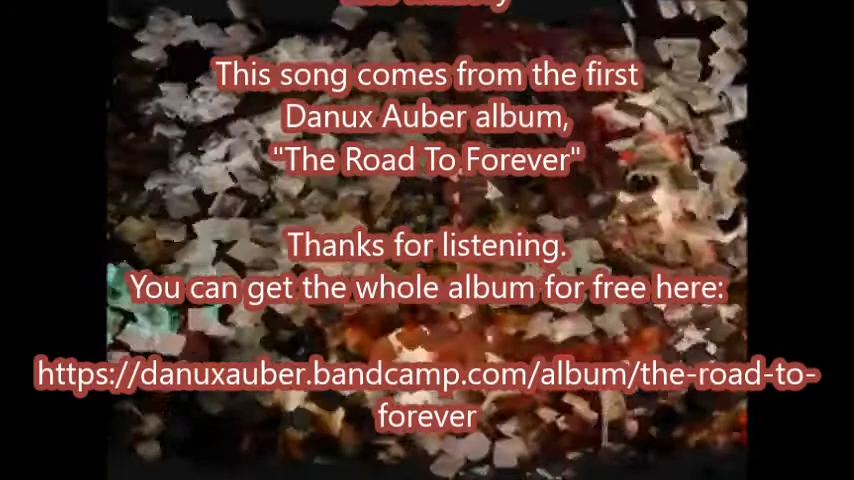 This song comes from the first
Danux Auber album,
"The Road To Forever"
Thanks for listening.
You can get the whole album for free here:
https://danuxauber.bandcamp.com/album/the-road-to-
forever